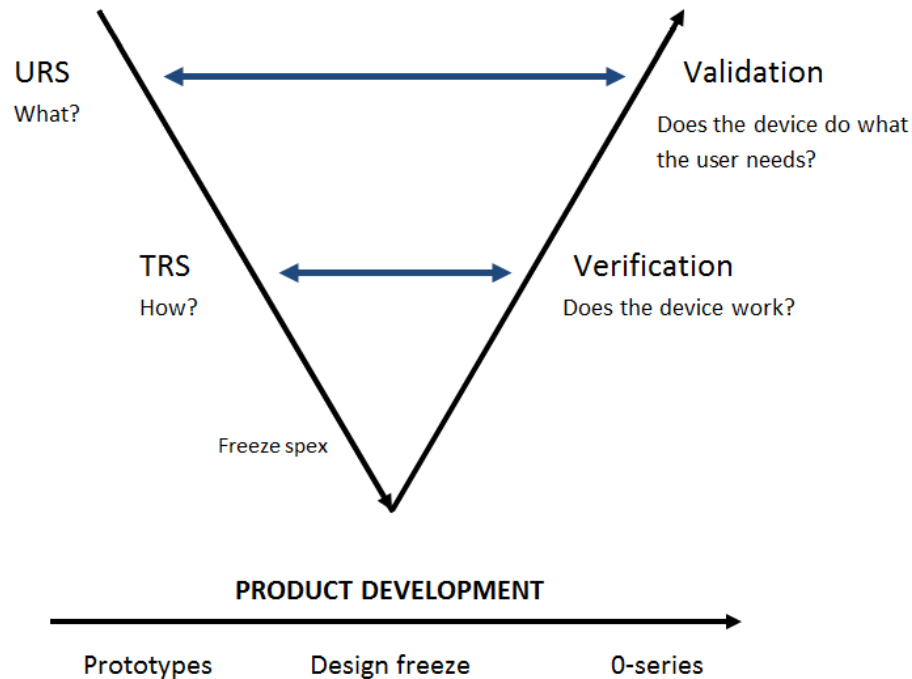 URS
What?
Validation
Does the device do what
the user needs?
TRS
How?
Verification
Does the device work?
Freeze spex
PRODUCT DEVELOPMENT
Prototypes
Design freeze
0-series